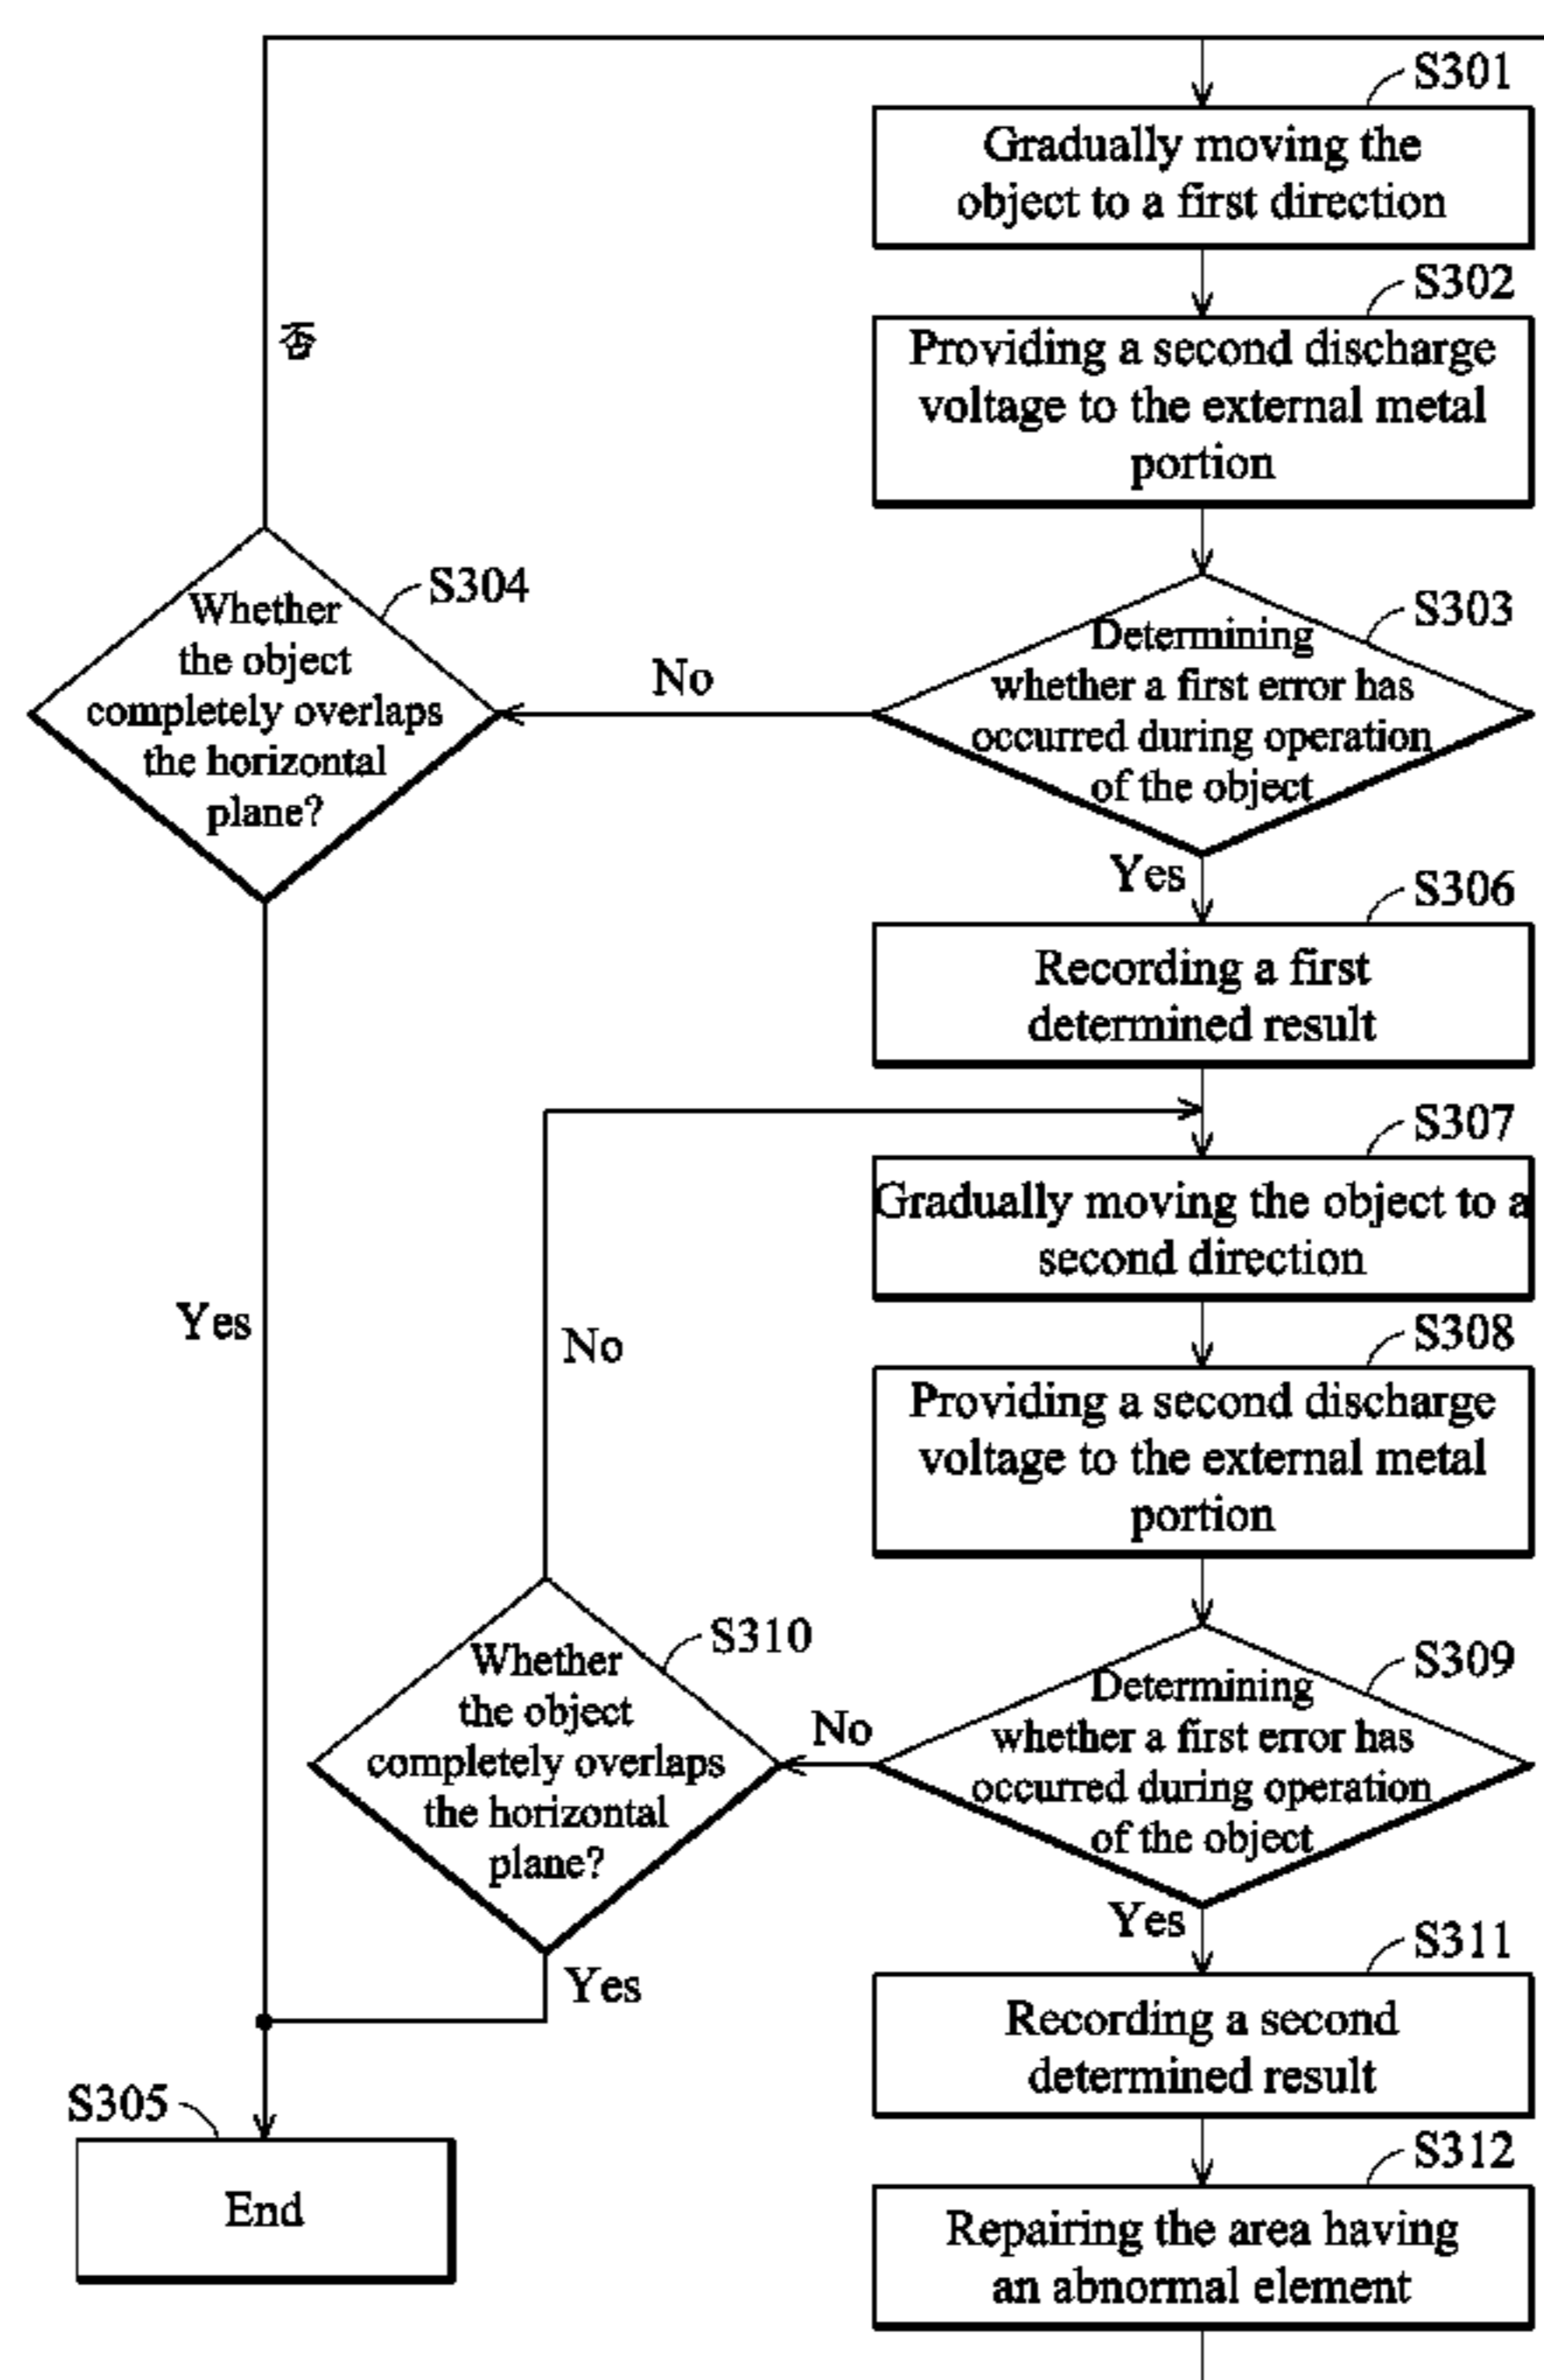 S301
Gradually moving the
object to a first direction
S302
Providing a second discharge
voltage to the external metal
portion
否
S304
Whether
the object
completely overlaps
the horizontal
plane?
No
S303
Determining
whether a first error has
occurred during operation
of the object
Yes
S306
Recording a first
determined result
S307
Gradually moving the object to a
second direction
Yes
No
S308
Providing a second discharge
voltage to the external metal
portion
S310
Whether
the object
completely overlaps
the horizontal
plane?
No
S309
Determining
whether a first error has
occurred during operation
of the object
Yes
Yes
S311
Recording a second
determined result
S305
End
S312
Repairing the area having
an abnormal element